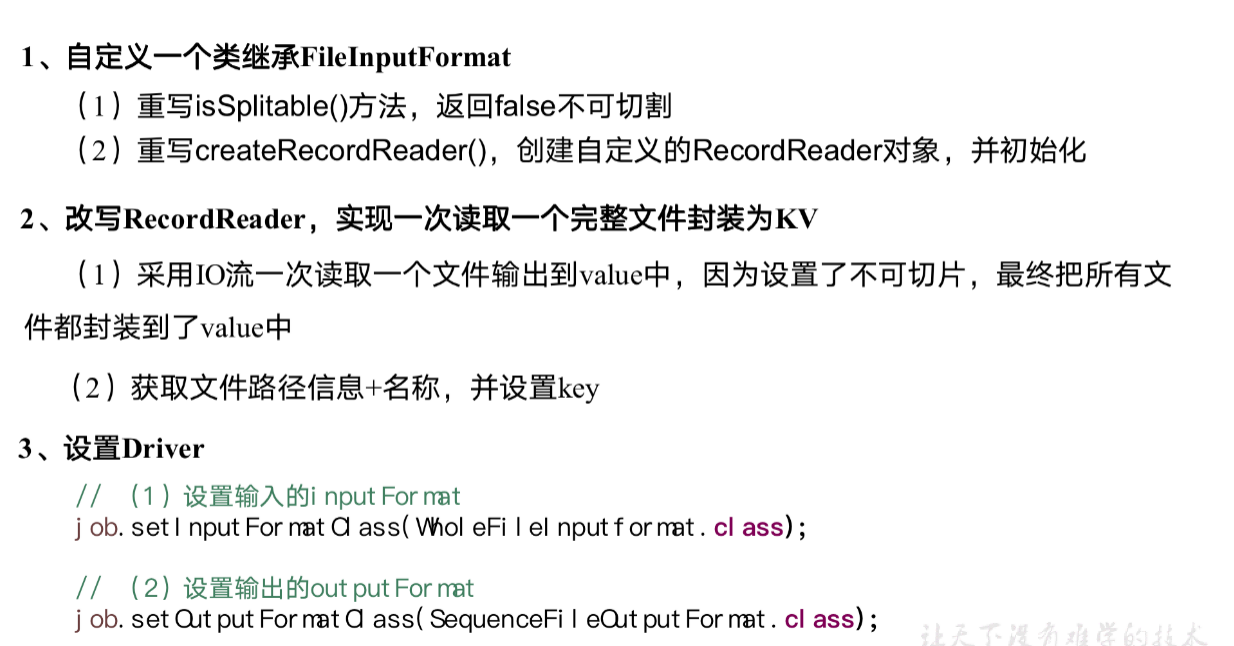 1、自定义一个类继承FileInputFormat
（1）重写isSplitable()方法，返回false不可切割
（2）重写createRecordReader()，创建自定义的RecordReader对象，并初始化
2、改写RecordReader，实现一次读取一个完整文件封装为KV
（1）采用IO流一次读取一个文件输出到value中，因为设置了不可切片，最终把所有文
件都封装到了value中
（2）获取文件路径信息+名称，并设置key
3、设置Driver
// （1）设置输入的inputFormat
job.setInputFormatClass(WholeFileInputformat.class);
// （2）设置输出的outputFormat
job.setOutputFormatClass(SequenceFileOutputFormat.class);
让天下没有难学的技术